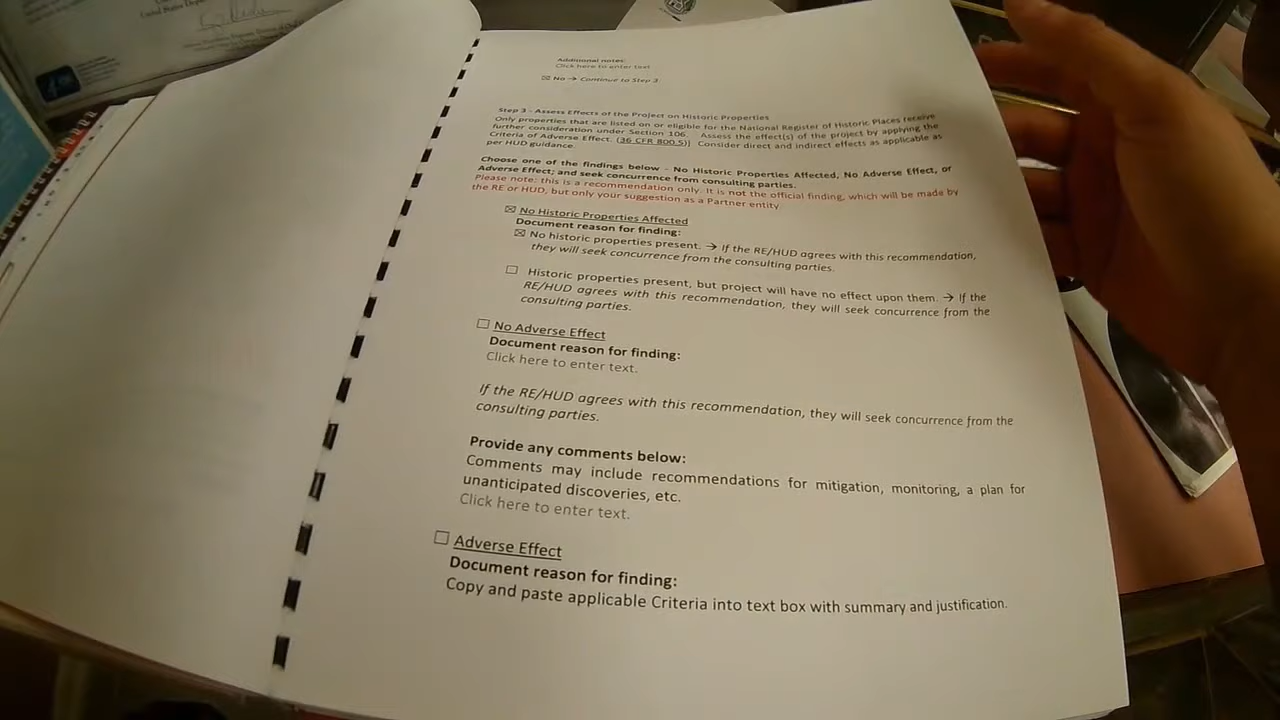 United States Depa
Additional notes:
Click here to enter text
☒ No → Continue to Step 3
Step 3 - Assess Effects of the Project on Historic Properties
Only properties that are listed on or eligible for the National Register of Historic Places receive
further consideration under Section 106. Assess the effect(s) of the project by applying the
Criteria of Adverse Effect. (36 CFR 800.5)] Consider direct and indirect effects as applicable as
per HUD guidance.
Choose one of the findings below - No Historic Properties Affected, No Adverse Effect, or
Adverse Effect; and seek concurrence from consulting parties.
Please note: this is a recommendation only. It is not the official finding, which will be made by
the RE or HUD, but only your suggestion as a Partner entity.
☒ No Historic Properties Affected
Document reason for finding:
☒ No historic properties present. → If the RE/HUD agrees with this recommendation,
they will seek concurrence from the consulting parties.
☐ Historic properties present, but project will have no effect upon them. → If the
RE/HUD agrees with this recommendation, they will seek concurrence from the
consulting parties.
☐ No Adverse Effect
Document reason for finding:
Click here to enter text.
If the RE/HUD agrees with this recommendation, they will seek concurrence from the
consulting parties.
Provide any comments below:
Comments may include recommendations for mitigation, monitoring, a plan for
unanticipated discoveries, etc.
Click here to enter text.
☐ Adverse Effect
Document reason for finding:
Copy and paste applicable Criteria into text box with summary and justification.